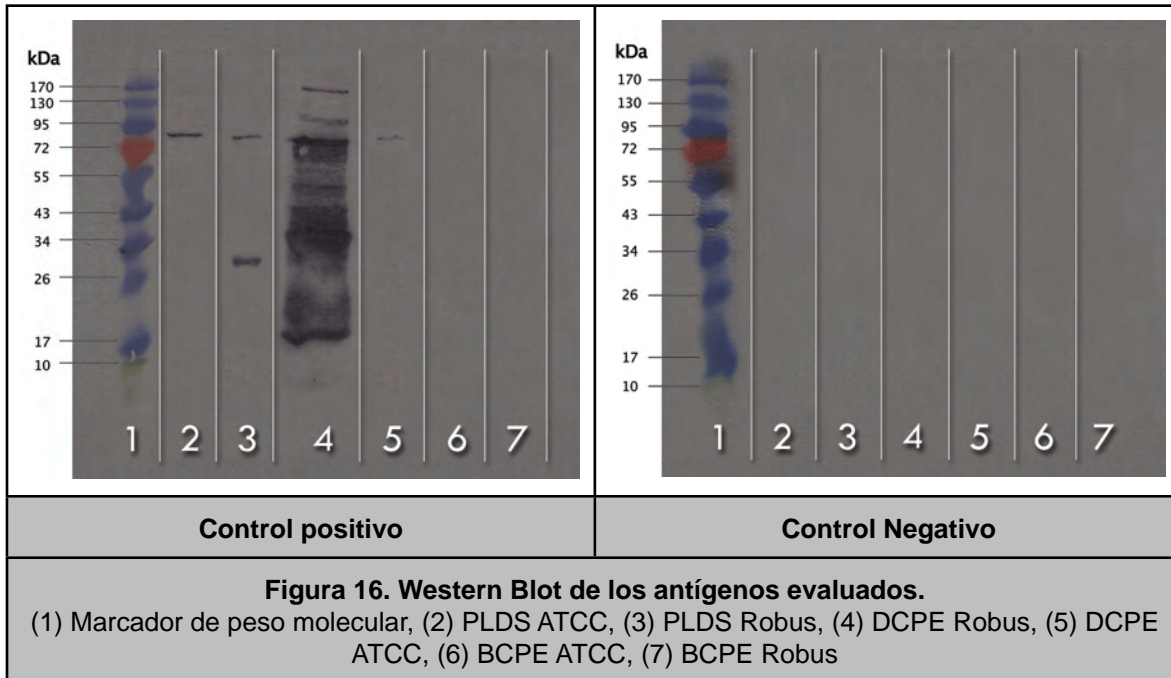 kDa
170
130
95
72
55
43
34
26
17
10
1 2 3 4 5 6 7
kDa
170
130
95
72
55
43
34
26
17
10
1 2 3 4 5 6 7
Control positivo
Control Negativo
Figura 16. Western Blot de los antígenos evaluados.
(1) Marcador de peso molecular, (2) PLDS ATCC, (3) PLDS Robus, (4) DCPE Robus, (5) DCPE
ATCC, (6) BCPE ATCC, (7) BCPE Robus